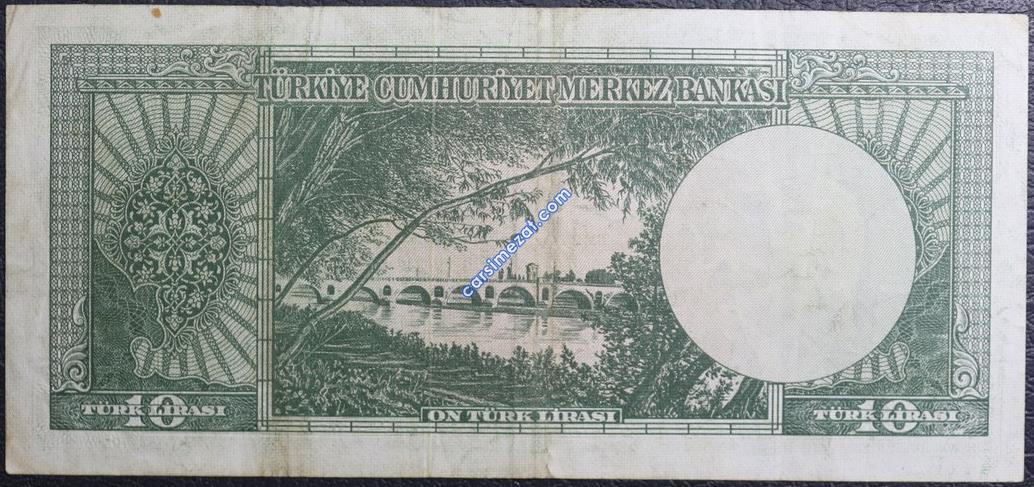 TÜRKİYE CUMHURİYET MERKEZ BANKASI
carsimezat.com
10
TÜRK LİRASI
ON TÜRK LİRASI
10
TÜRK LİRASI